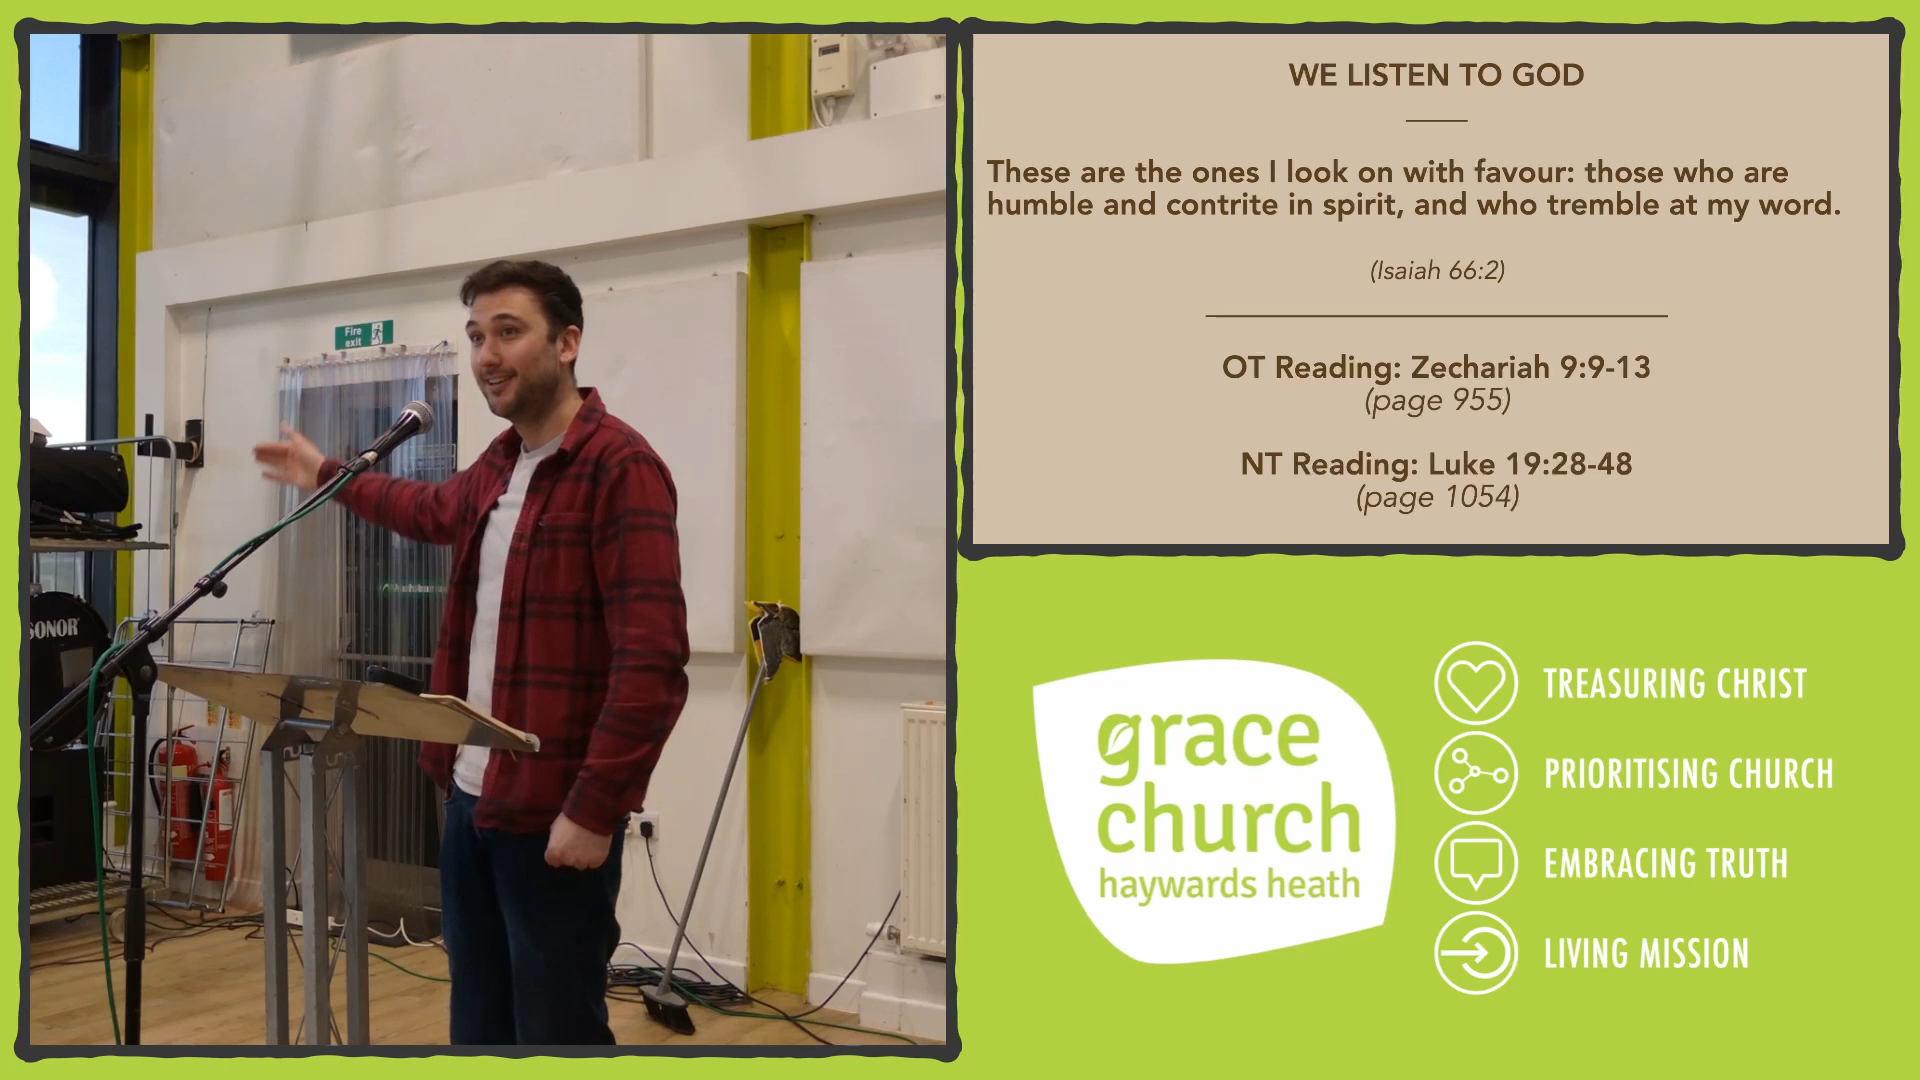 Fire
exit
SONOR
WE LISTEN TO GOD
These are the ones I look on with favour: those who are
humble and contrite in spirit, and who tremble at my word.
(Isaiah 66:2)
OT Reading: Zechariah 9:9-13
(page 955)
NT Reading: Luke 19:28-48
(page 1054)
grace
church
haywards heath
TREASURING CHRIST
PRIORITISING CHURCH
EMBRACING TRUTH
LIVING MISSION